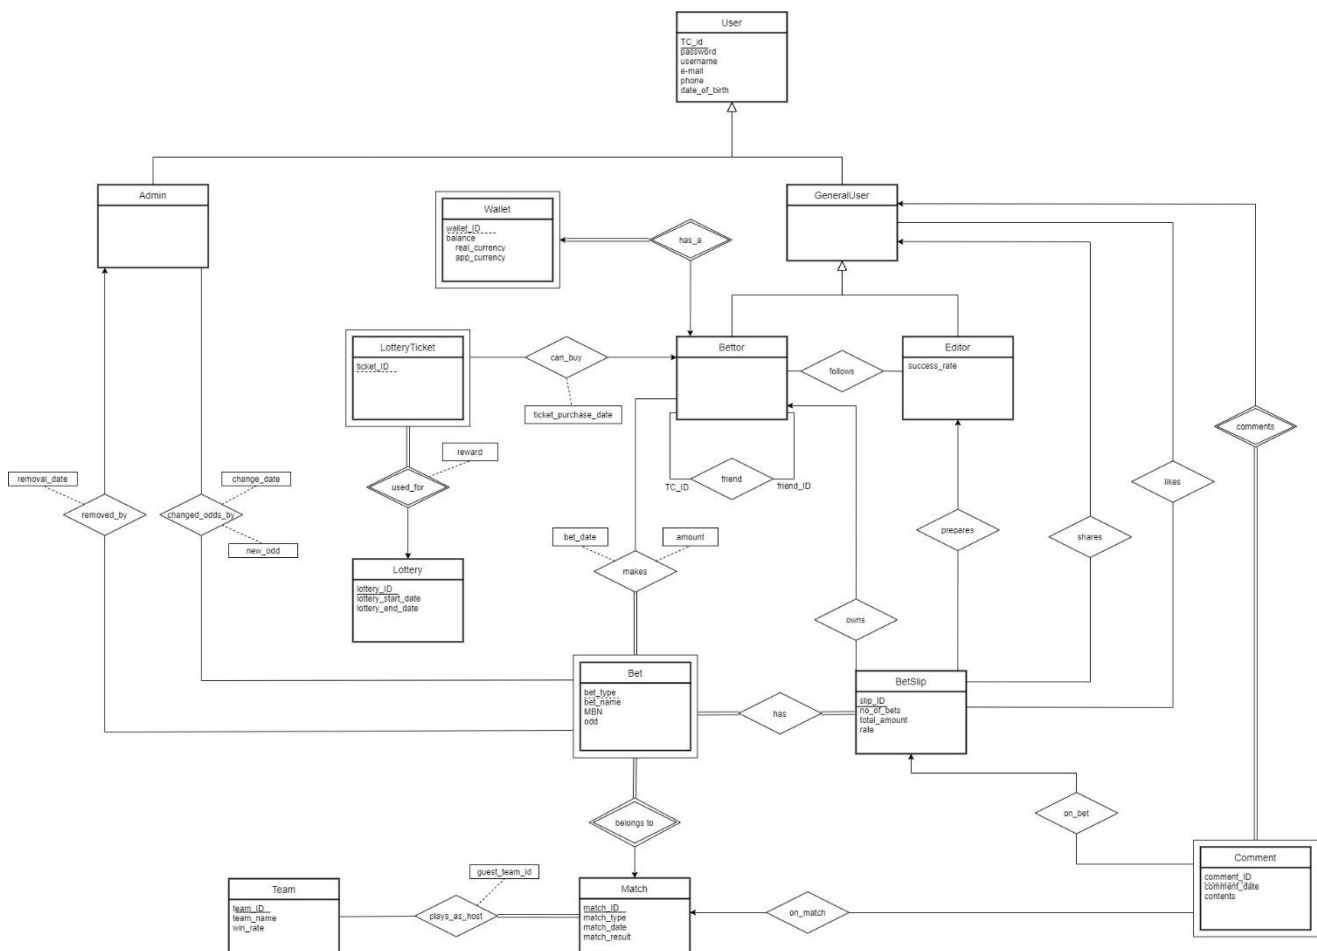 User
TC_id
password
username
e-mail
phone
date_of_birth
Admin
GeneralUser
Wallet
wallet_ID
balance
real_currency
app_currency
has_a
LotteryTicket
ticket_ID
can_buy
ticket_purchase_date
Bettor
follows
Editor
success_rate
comments
reward
used_for
TC_ID
friend
friend_ID
likes
removal_date
removed_by
change_date
changed_odds_by
new_odd
prepares
shares
bet_date
amount
makes
Lottery
lottery_ID
lottery_start_date
lottery_end_date
owns
Bet
bet_type
bet_name
MBN
odd
has
BetSlip
slip_ID
no_of_bets
total_amount
rate
belongs to
on_bet
Team
team_ID
team_name
win_rate
guest_team_id
plays_as_host
Match
match_ID
match_type
match_date
match_result
on_match
Comment
comment_ID
comment_date
contents